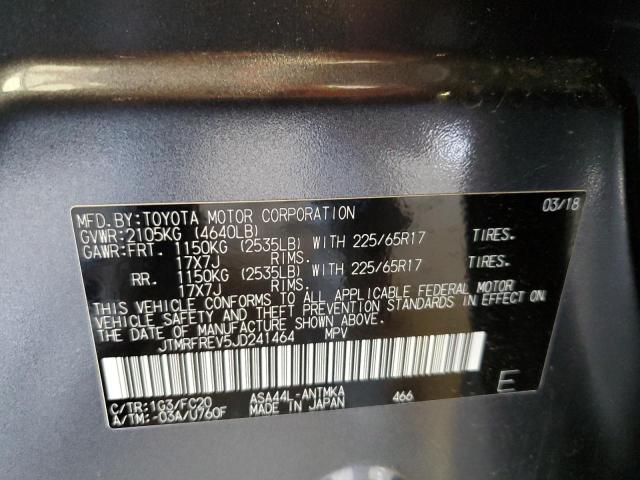 MFD.BY:TOYOTA MOTOR CORPORATION 03/18
GVWR:2105KG (4640LB)
GAWR:FRT. 1150KG (2535LB) WITH 225/65R17 TIRES.
17X7J RIMS.
RR. 1150KG (2535LB) WITH 225/65R17 TIRES.
17X7J RIMS.
THIS VEHICLE CONFORMS TO ALL APPLICABLE FEDERAL MOTOR
VEHICLE SAFETY AND THEFT PREVENTION STANDARDS IN EFFECT ON
THE DATE OF MANUFACTURE SHOWN ABOVE.
JTMRFREV5JD241464 MPV
C/TR:1G3/FC20 ASA44L-ANTMKA 466 E
A/TM:-03A/U760F MADE IN JAPAN